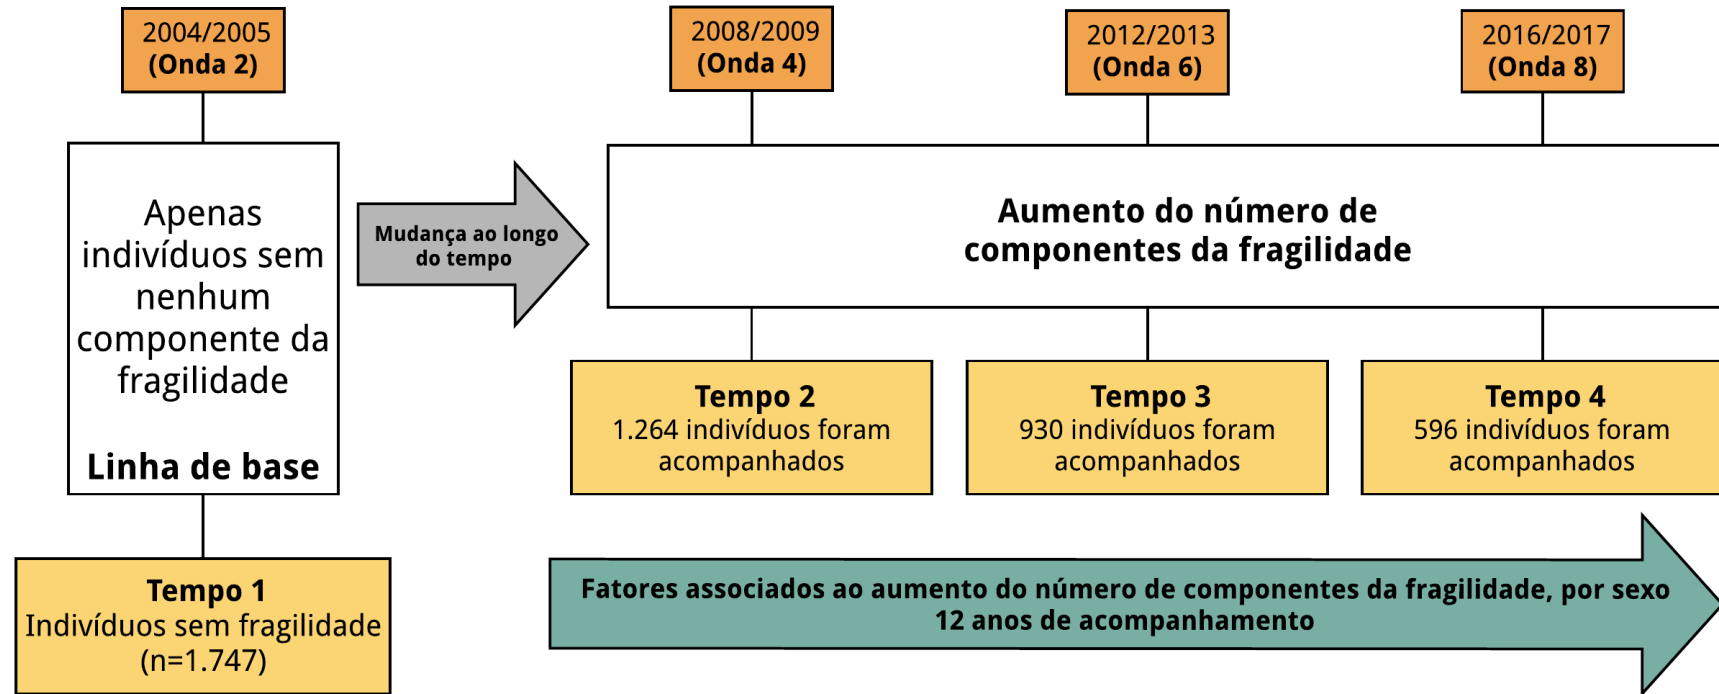 2004/2005
(Onda 2)
2008/2009
(Onda 4)
2012/2013
(Onda 6)
2016/2017
(Onda 8)
Apenas
indivíduos sem
nenhum
componente da
fragilidade
Linha de base
Mudança ao longo
do tempo
Aumento do número de
componentes da fragilidade
Tempo 1
Indivíduos sem fragilidade
(n=1.747)
Tempo 2
1.264 indivíduos foram
acompanhados
Tempo 3
930 indivíduos foram
acompanhados
Tempo 4
596 indivíduos foram
acompanhados
Fatores associados ao aumento do número de componentes da fragilidade, por sexo
12 anos de acompanhamento